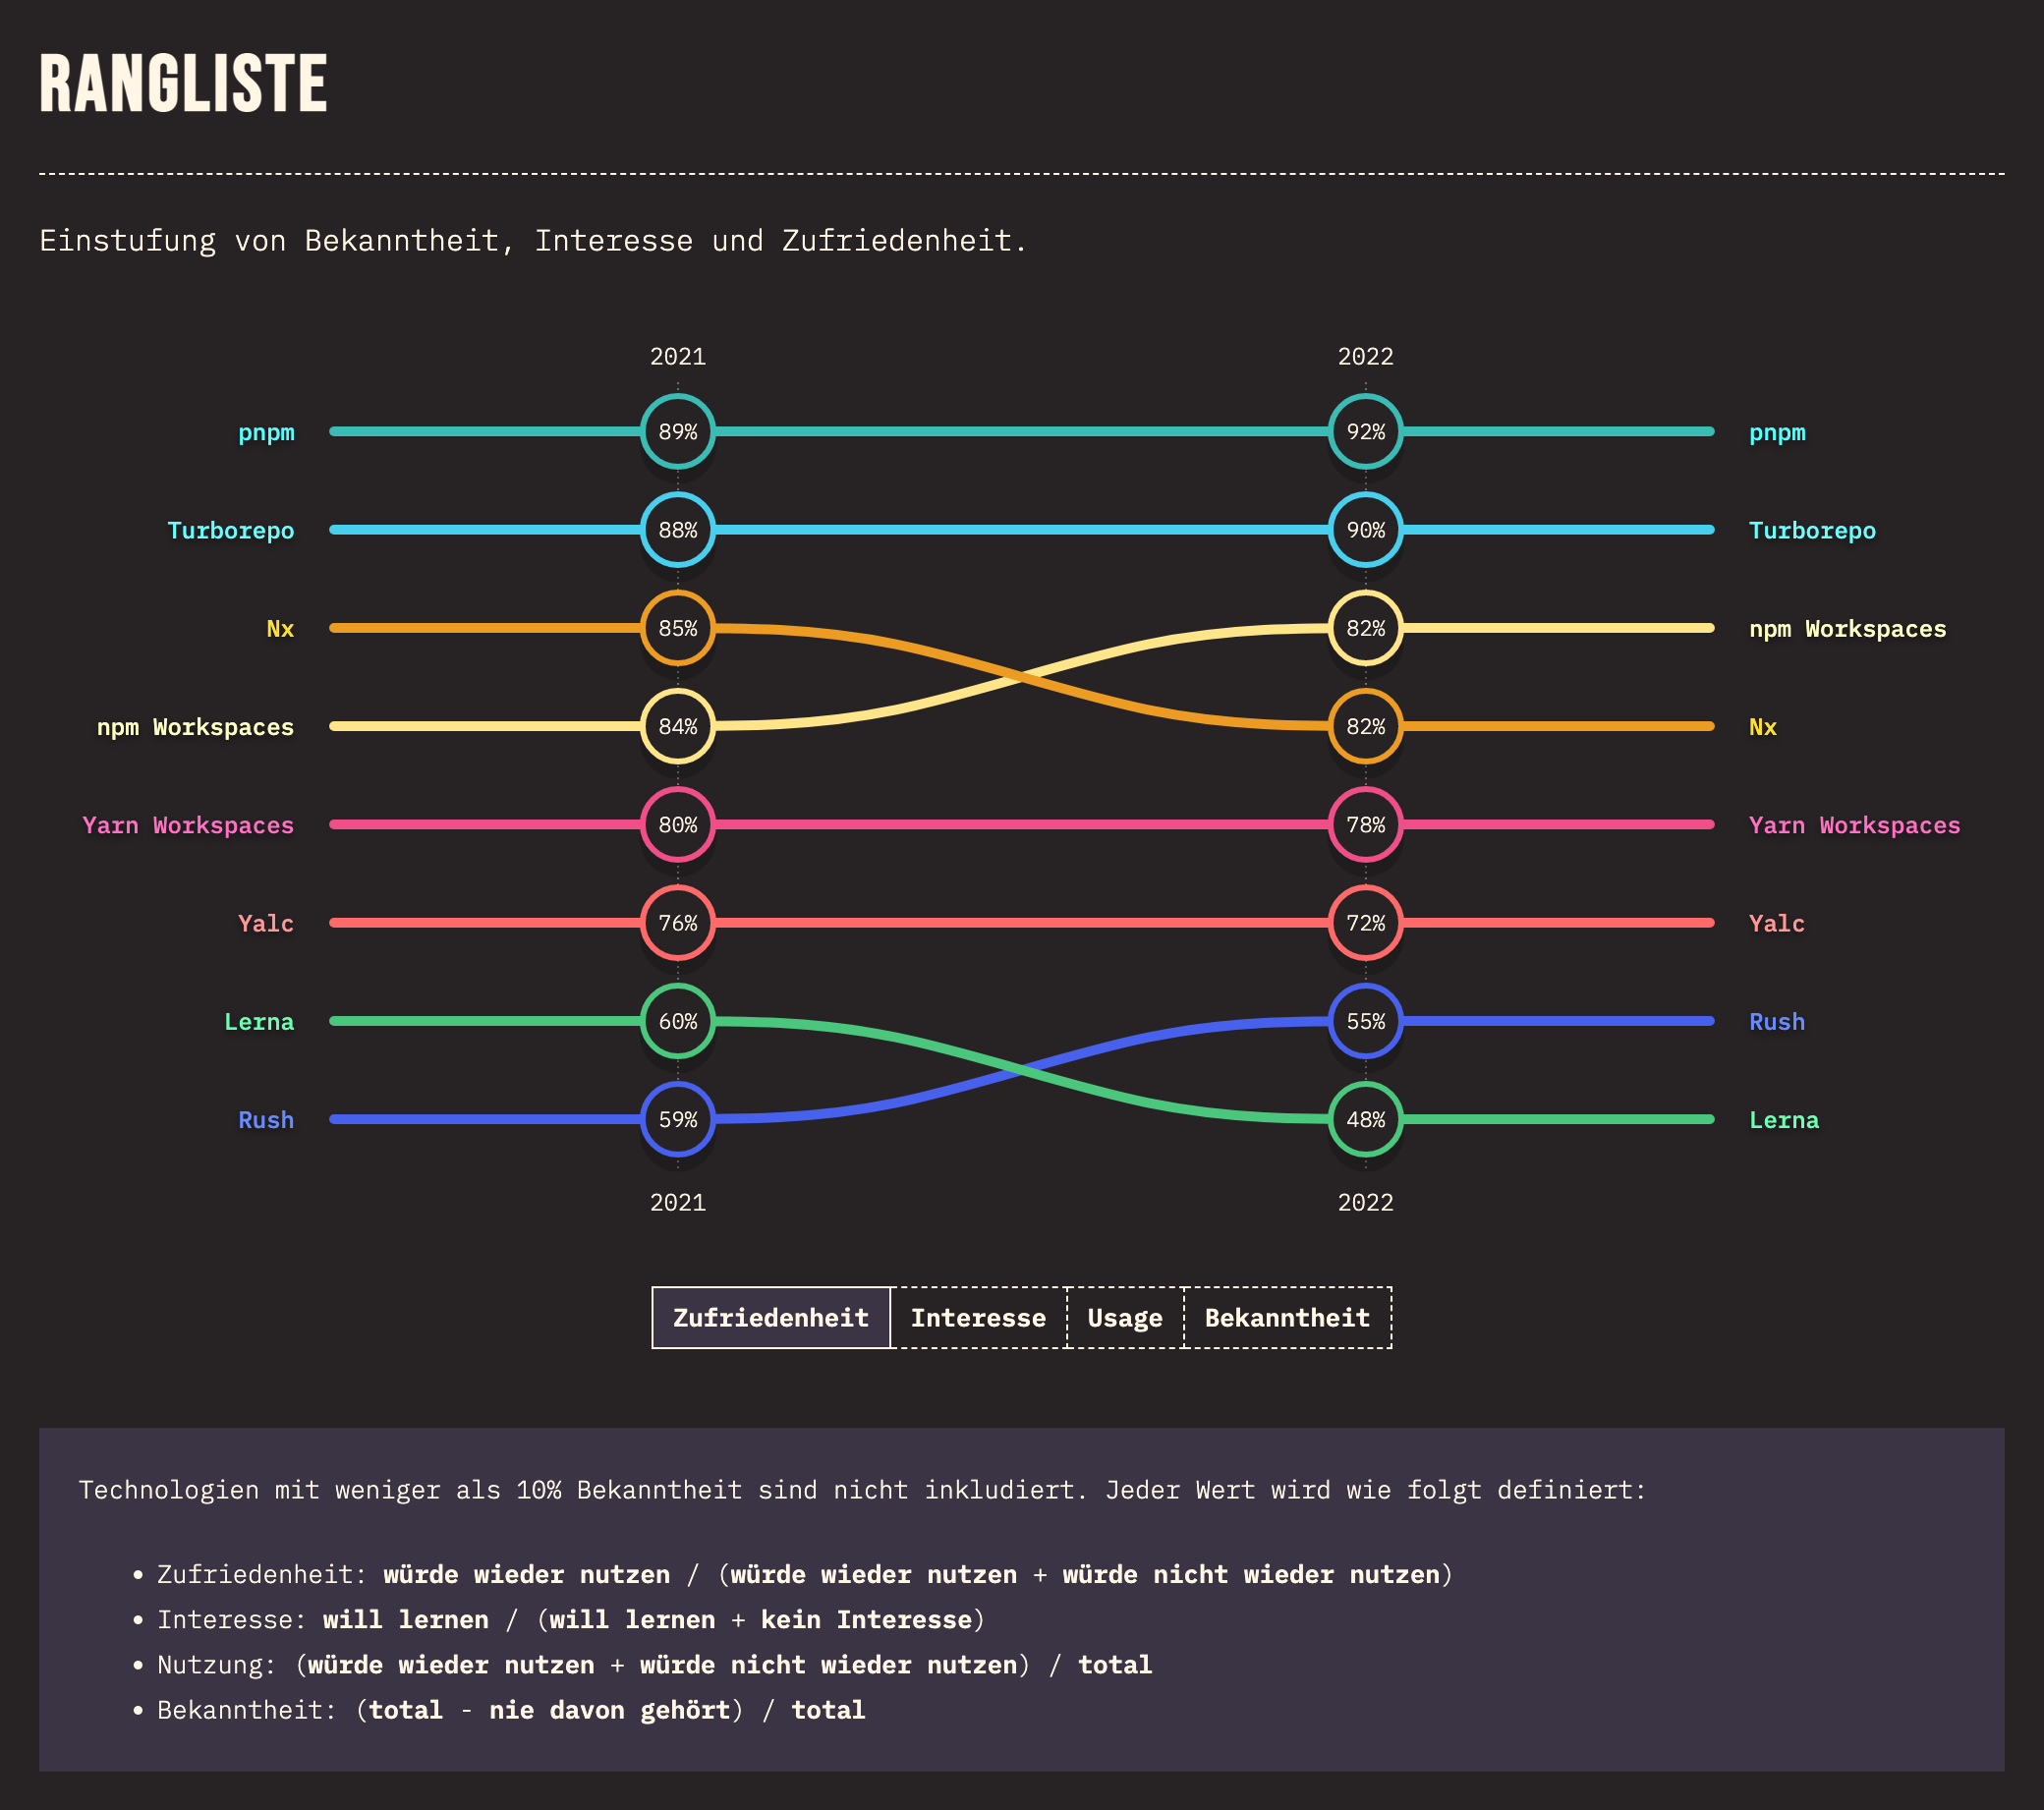 RANGLISTE
Einstufung von Bekanntheit, Interesse und Zufriedenheit.
2021 2022
pnpm 89% 92% pnpm
Turborepo 88% 90% Turborepo
Nx 85% 82% npm Workspaces
npm Workspaces 84% 82% Nx
Yarn Workspaces 80% 78% Yarn Workspaces
Yalc 76% 72% Yalc
Lerna 60% 55% Rush
Rush 59% 48% Lerna
2021 2022
Zufriedenheit Interesse Usage Bekanntheit
Technologien mit weniger als 10% Bekanntheit sind nicht inkludiert. Jeder Wert wird wie folgt definiert:
• Zufriedenheit: würde wieder nutzen / (würde wieder nutzen + würde nicht wieder nutzen)
• Interesse: will lernen / (will lernen + kein Interesse)
• Nutzung: (würde wieder nutzen + würde nicht wieder nutzen) / total
• Bekanntheit: (total - nie davon gehört) / total